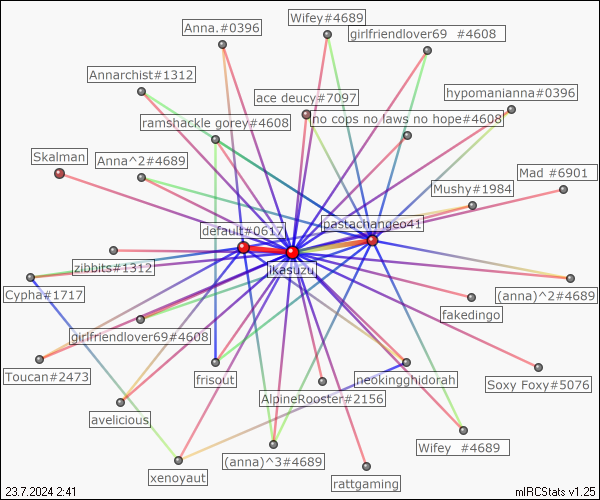 Wifey#4689
Anna.#0396
girlfriendlover69 #4608
Annarchist#1312
ace deucy#7097
hypomanianna#0396
ramshackle gorey#4608
no cops no laws no hope#4608
Skalman
Anna^2#4689
Mad #6901
Mushy#1984
default#0617
pastachangeo41
zibbits#1312
ikasuzu
Cypha#1717
(anna)^2#4689
fakedingo
girlfriendlover69#4608
Toucan#2473
frisout
neokingghidorah
Soxy Foxy#5076
AlpineRooster#2156
avelicious
Wifey #4689
(anna)^3#4689
xenoyaut
rattgaming
23.7.2024 2:41
mIRCStats v1.25